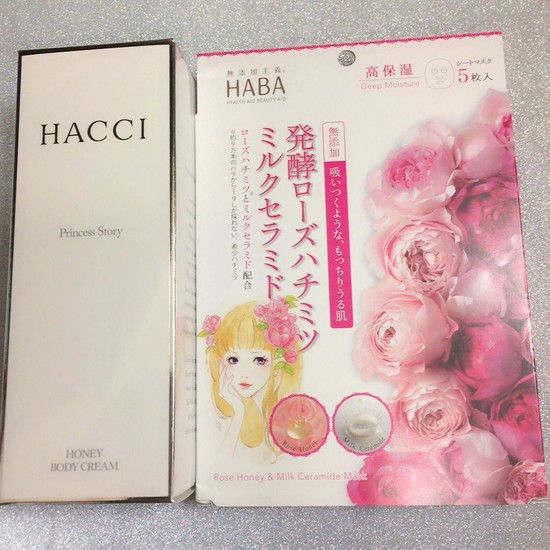 HACCI
Princess Story
HONEY
BODY CREAM
無添加主義®
HABA
HEALTH AID BEAUTY AID
高保湿
Deep Moisture
シートマスク
5枚入
無添加 吸いつくような、もっちりうる肌
発酵ローズハチミツ
ミルクセラミド
ローズハチミツ※とミルクセラミド配合
Rose Honey
Milk Ceramide
Rose Honey & Milk Ceramide Mask